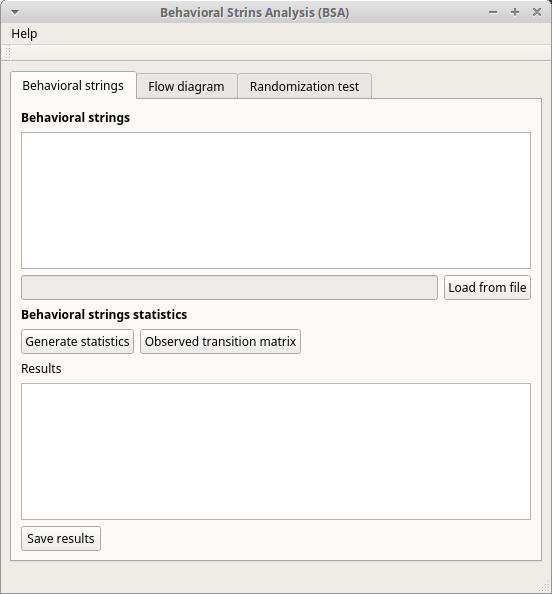 Behavioral Strins Analysis (BSA)
Help
Behavioral strings Flow diagram Randomization test
Behavioral strings
Load from file
Behavioral strings statistics
Generate statistics Observed transition matrix
Results
Save results